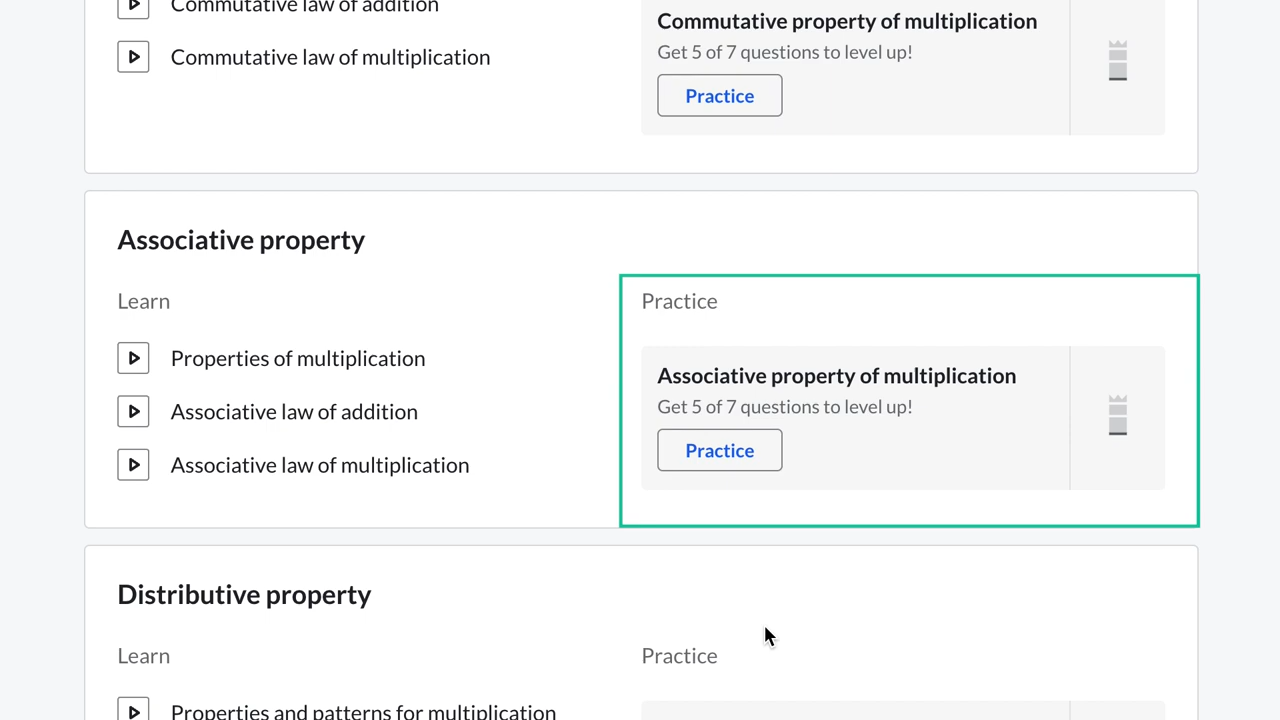 Commutative law of addition
Commutative law of multiplication
Commutative property of multiplication
Get 5 of 7 questions to level up!
Practice
Associative property
Learn
Properties of multiplication
Associative law of addition
Associative law of multiplication
Practice
Associative property of multiplication
Get 5 of 7 questions to level up!
Practice
Distributive property
Learn
Properties and patterns for multiplication
Practice